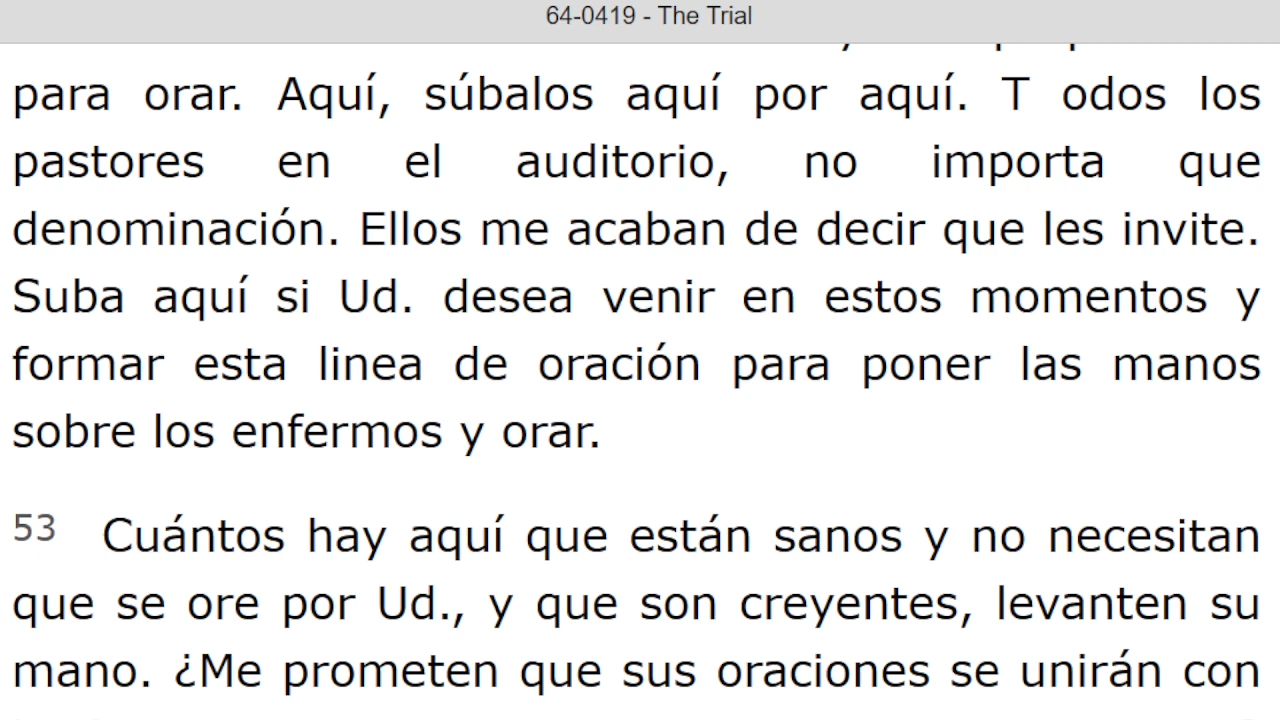 64-0419 - The Trial
para orar. Aquí, súbalos aquí por aquí. T odos los
pastores en el auditorio, no importa que
denominación. Ellos me acaban de decir que les invite.
Suba aquí si Ud. desea venir en estos momentos y
formar esta linea de oración para poner las manos
sobre los enfermos y orar.
53 Cuántos hay aquí que están sanos y no necesitan
que se ore por Ud., y que son creyentes, levanten su
mano. ¿Me prometen que sus oraciones se unirán con